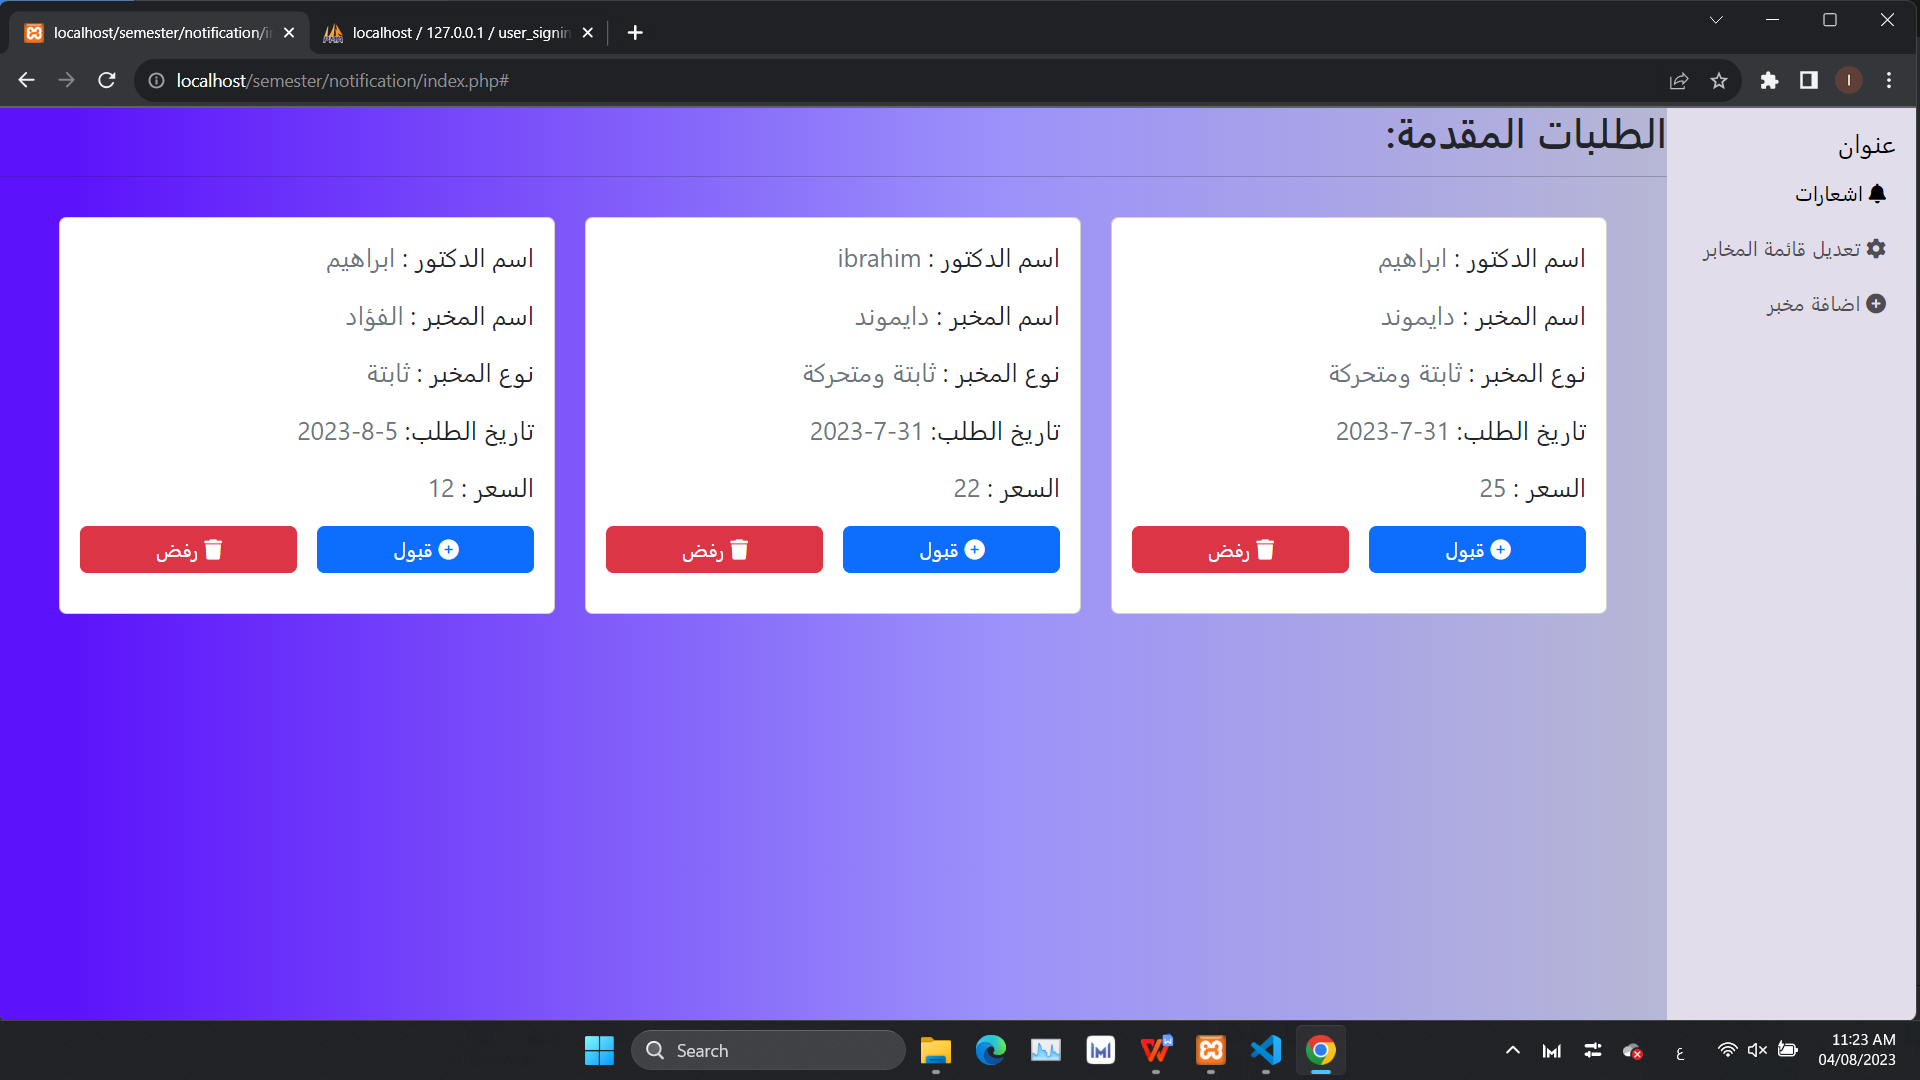 localhost/semester/notification/i
localhost / 127.0.0.1 / user_signin
localhost/semester/notification/index.php#
I
الطلبات المقدمة:
عنوان
اشعارات
تعديل قائمة المخابر
اضافة مخبر
اسم الدكتور : ابراهيم
اسم المخبر : دايموند
نوع المخبر : ثابتة ومتحركة
تاريخ الطلب: 31-7-2023
السعر : 25
قبول
رفض
اسم الدكتور : ibrahim
اسم المخبر : دايموند
نوع المخبر : ثابتة ومتحركة
تاريخ الطلب: 31-7-2023
السعر : 22
قبول
رفض
اسم الدكتور : ابراهيم
اسم المخبر : الفؤاد
نوع المخبر : ثابتة
تاريخ الطلب: 5-8-2023
السعر : 12
قبول
رفض
Search
ع
11:23 AM
04/08/2023